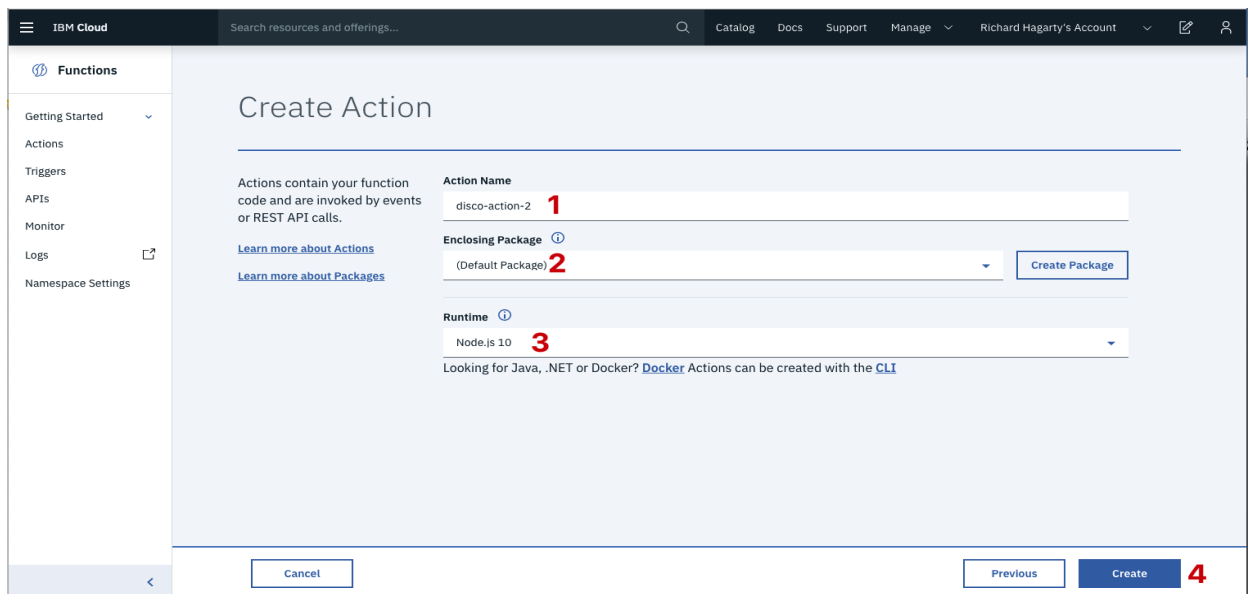 IBM Cloud
Search resources and offerings...
Catalog
Docs
Support
Manage
Richard Hagarty's Account
Functions
Getting Started
Actions
Triggers
APIs
Monitor
Logs
Namespace Settings
Create Action
Actions contain your function
code and are invoked by events
or REST API calls.
Learn more about Actions
Learn more about Packages
Action Name
disco-action-2 1
Enclosing Package
(Default Package) 2
Create Package
Runtime
Node.js 10 3
Looking for Java, .NET or Docker? Docker Actions can be created with the CLI
Cancel
Previous
Create 4